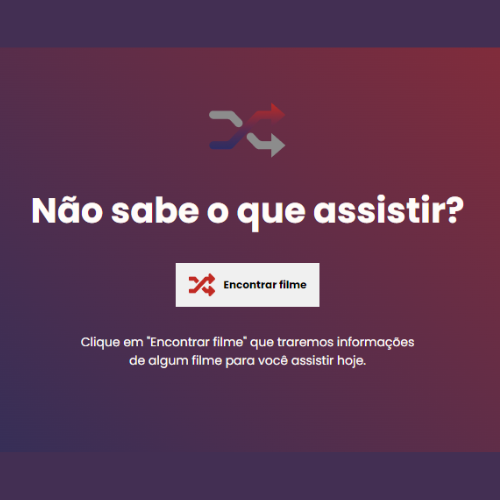 Não sabe o que assistir?
Encontrar filme
Clique em "Encontrar filme" que traremos informações
de algum filme para você assistir hoje.